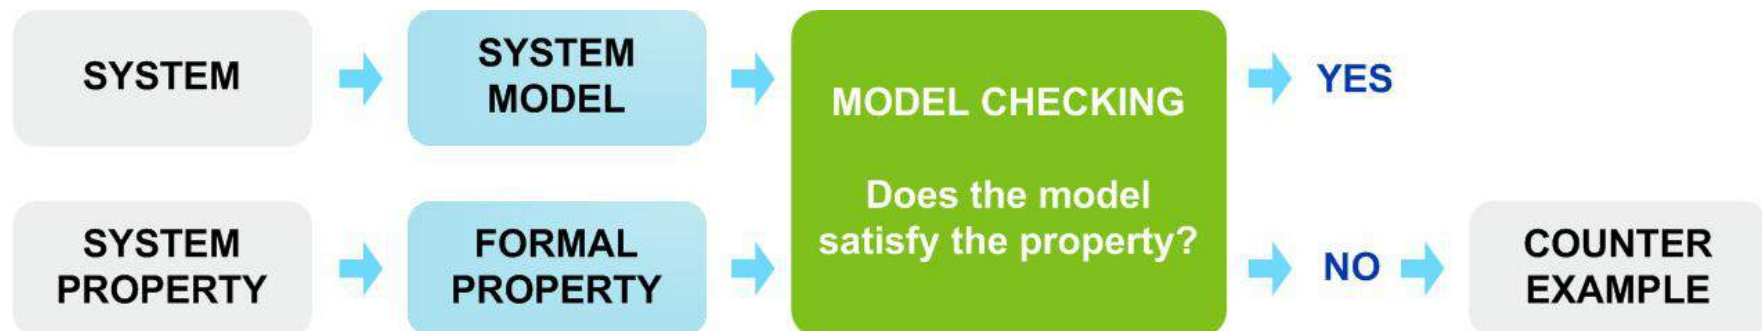 SYSTEM
SYSTEM
MODEL
MODEL CHECKING
Does the model
satisfy the property?
YES
SYSTEM
PROPERTY
FORMAL
PROPERTY
NO
COUNTER
EXAMPLE